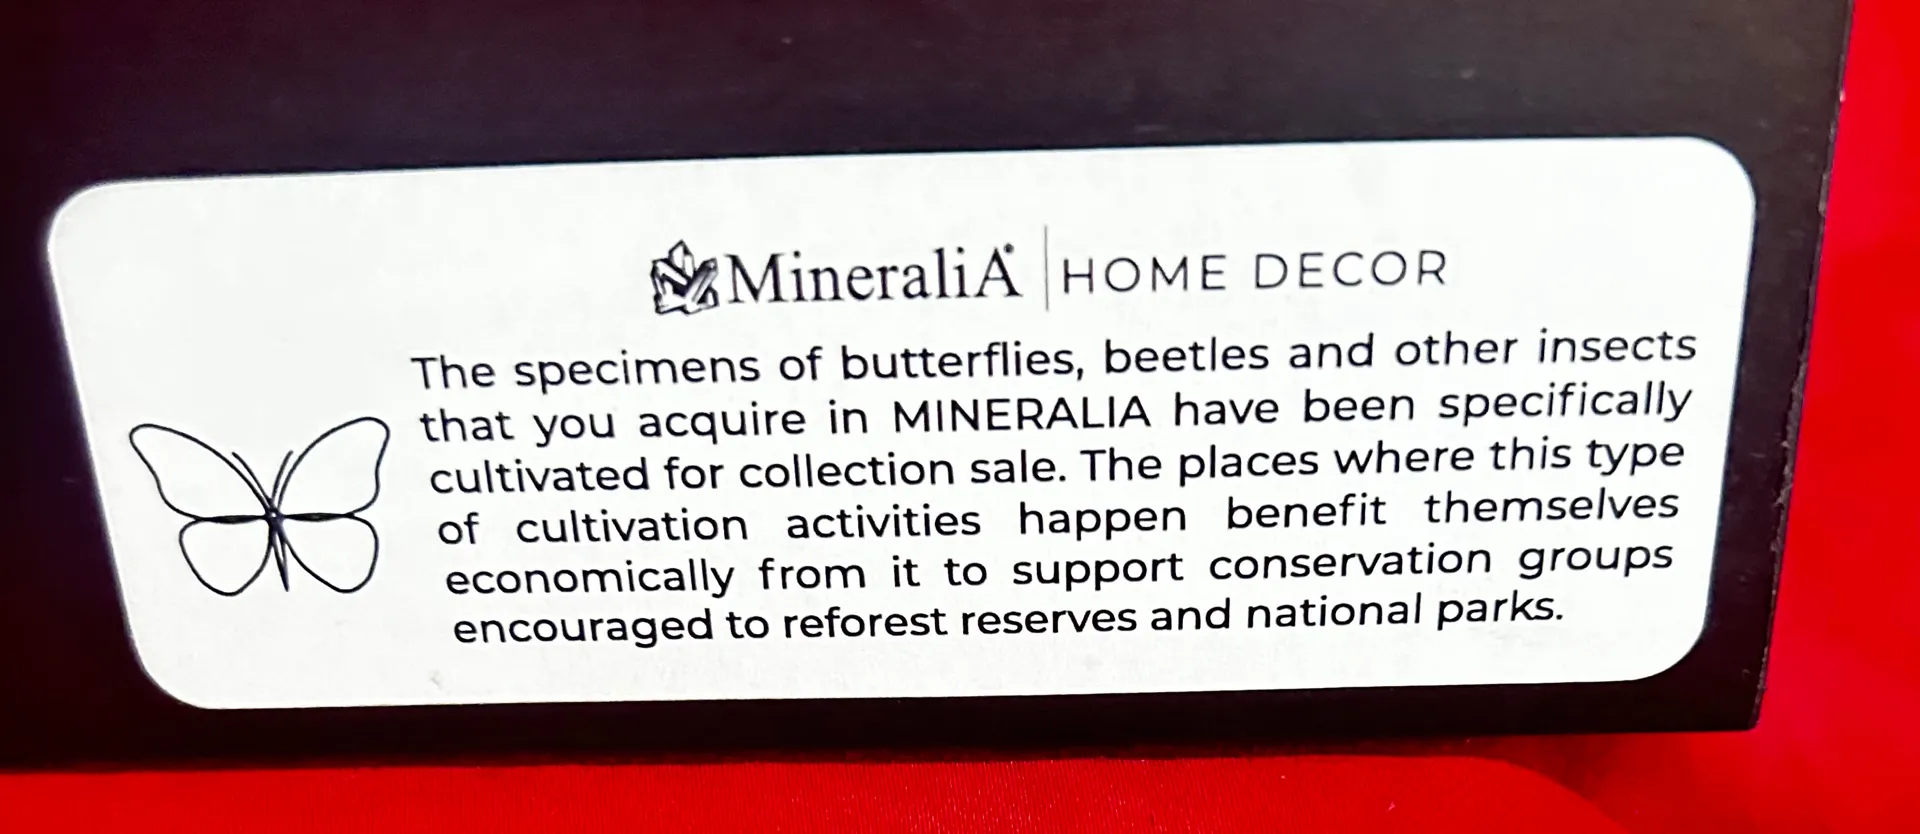 MineraliA | HOME DECOR
The specimens of butterflies, beetles and other insects
that you acquire in MINERALIA have been specifically
cultivated for collection sale. The places where this type
of cultivation activities happen benefit themselves
economically from it to support conservation groups
encouraged to reforest reserves and national parks.